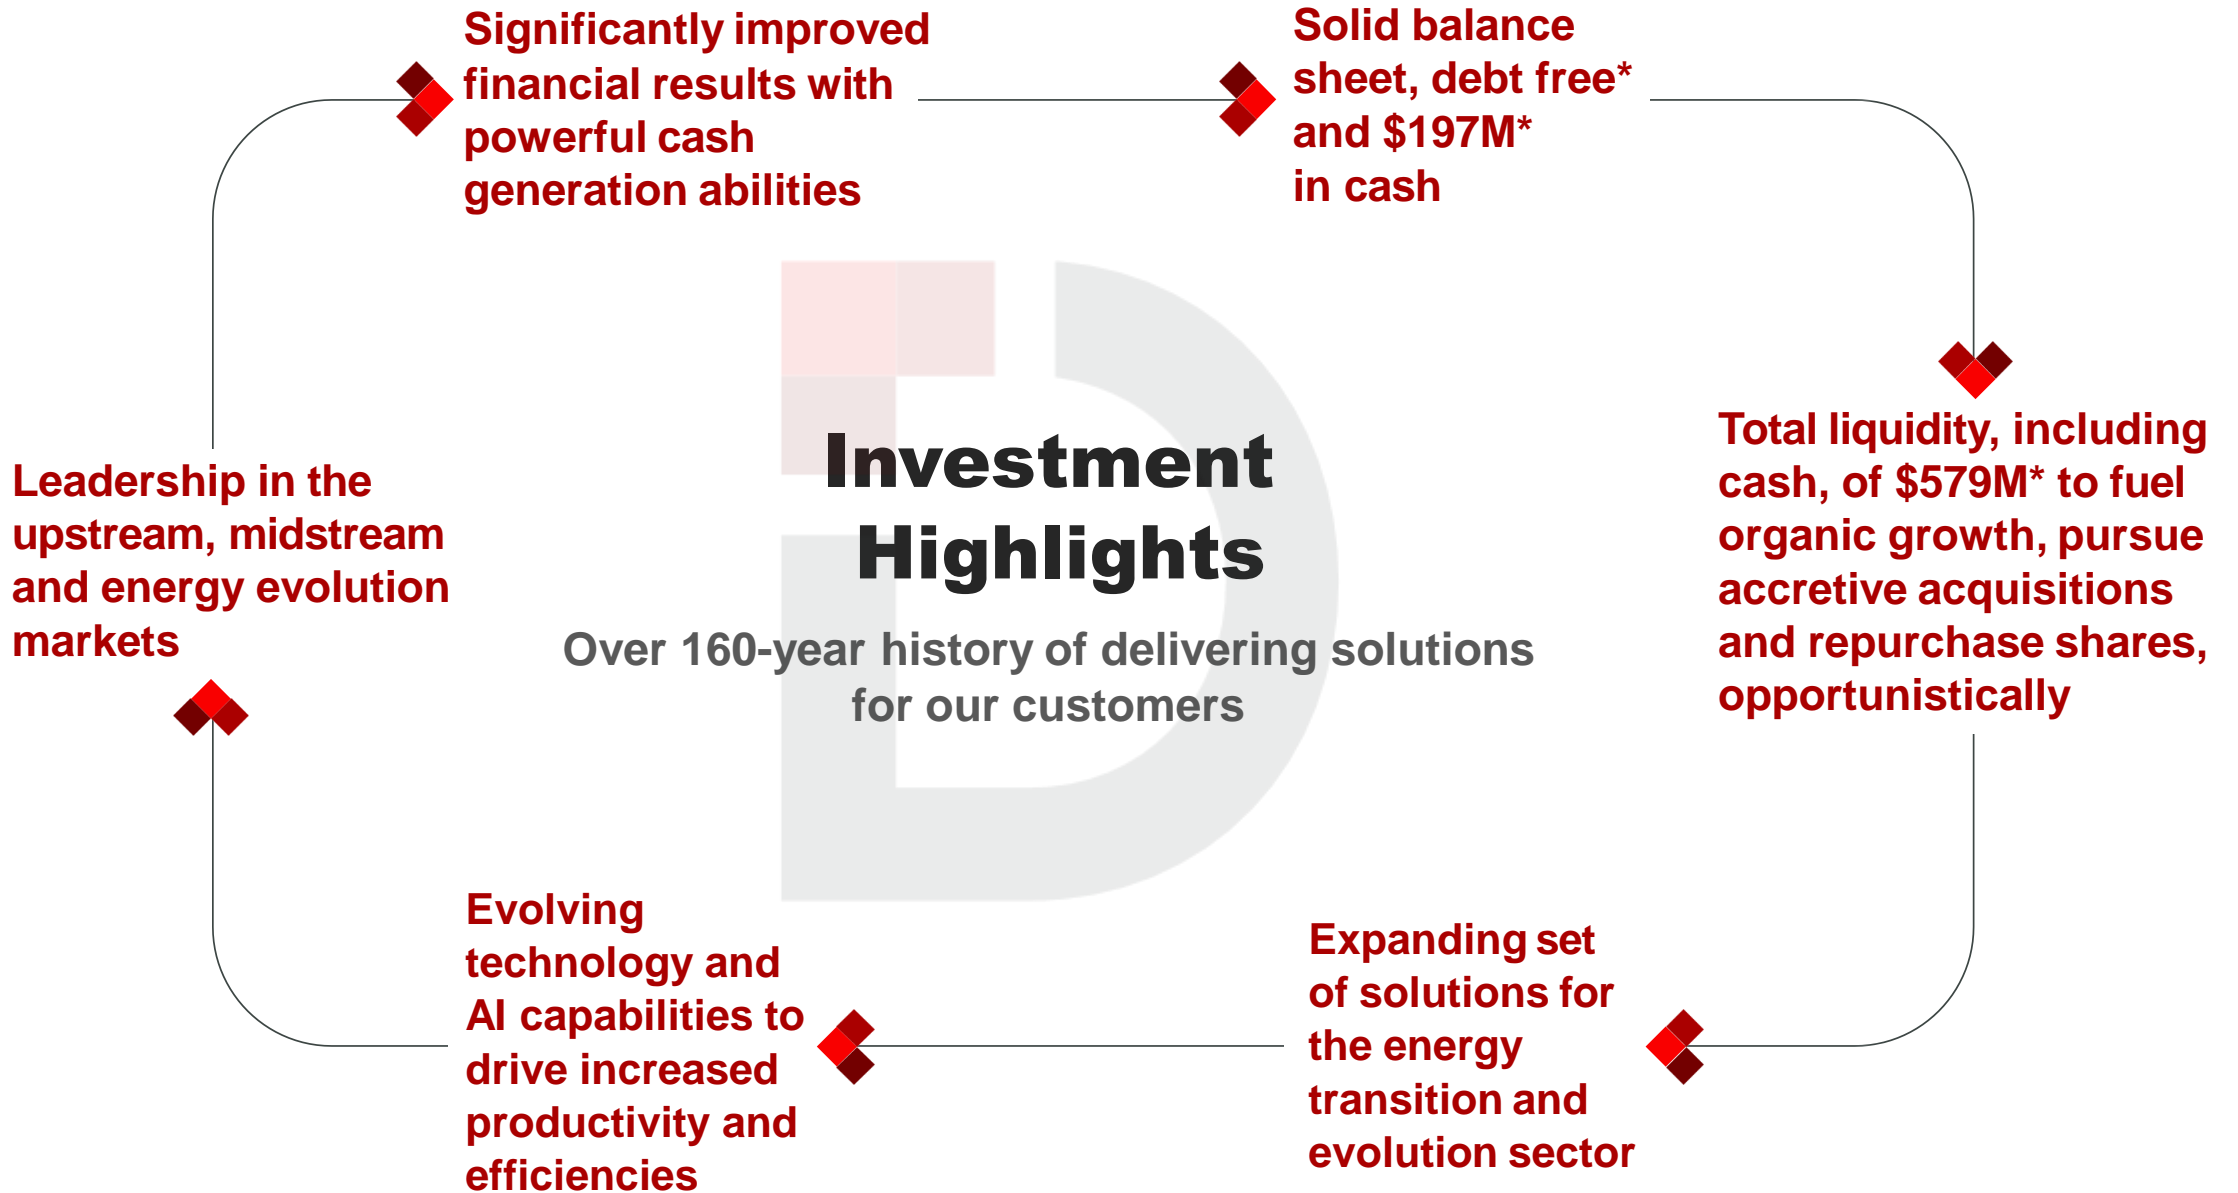 Significantly improved
financial results with
powerful cash
generation abilities
Solid balance
sheet, debt free*
and $197M*
in cash
Total liquidity, including
cash, of $579M* to fuel
organic growth, pursue
accretive acquisitions
and repurchase shares,
opportunistically
Expanding set
of solutions for
the energy
transition and
evolution sector
Evolving
technology and
AI capabilities to
drive increased
productivity and
efficiencies
Leadership in the
upstream, midstream
and energy evolution
markets
Investment
Highlights
Over 160-year history of delivering solutions
for our customers